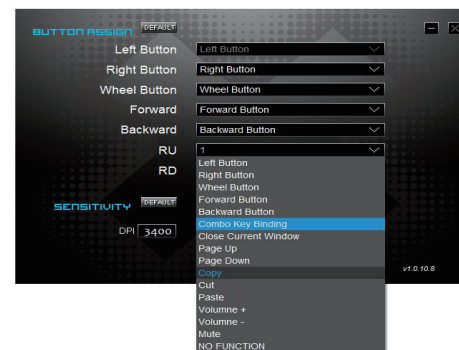 BUTTON ASSIGN DEFAULT
Left Button Left Button
Right Button Right Button
Wheel Button Wheel Button
Forward Forward Button
Backward Backward Button
RU 1
RD
Left Button
Right Button
Wheel Button
Forward Button
Backward Button
Combo Key Binding
Close Current Window
Page Up
Page Down
Copy
Cut
Paste
Volumne +
Volumne -
Mute
NO FUNCTION
SENSITIVITY DEFAULT
DPI 3400
v1.0.10.8